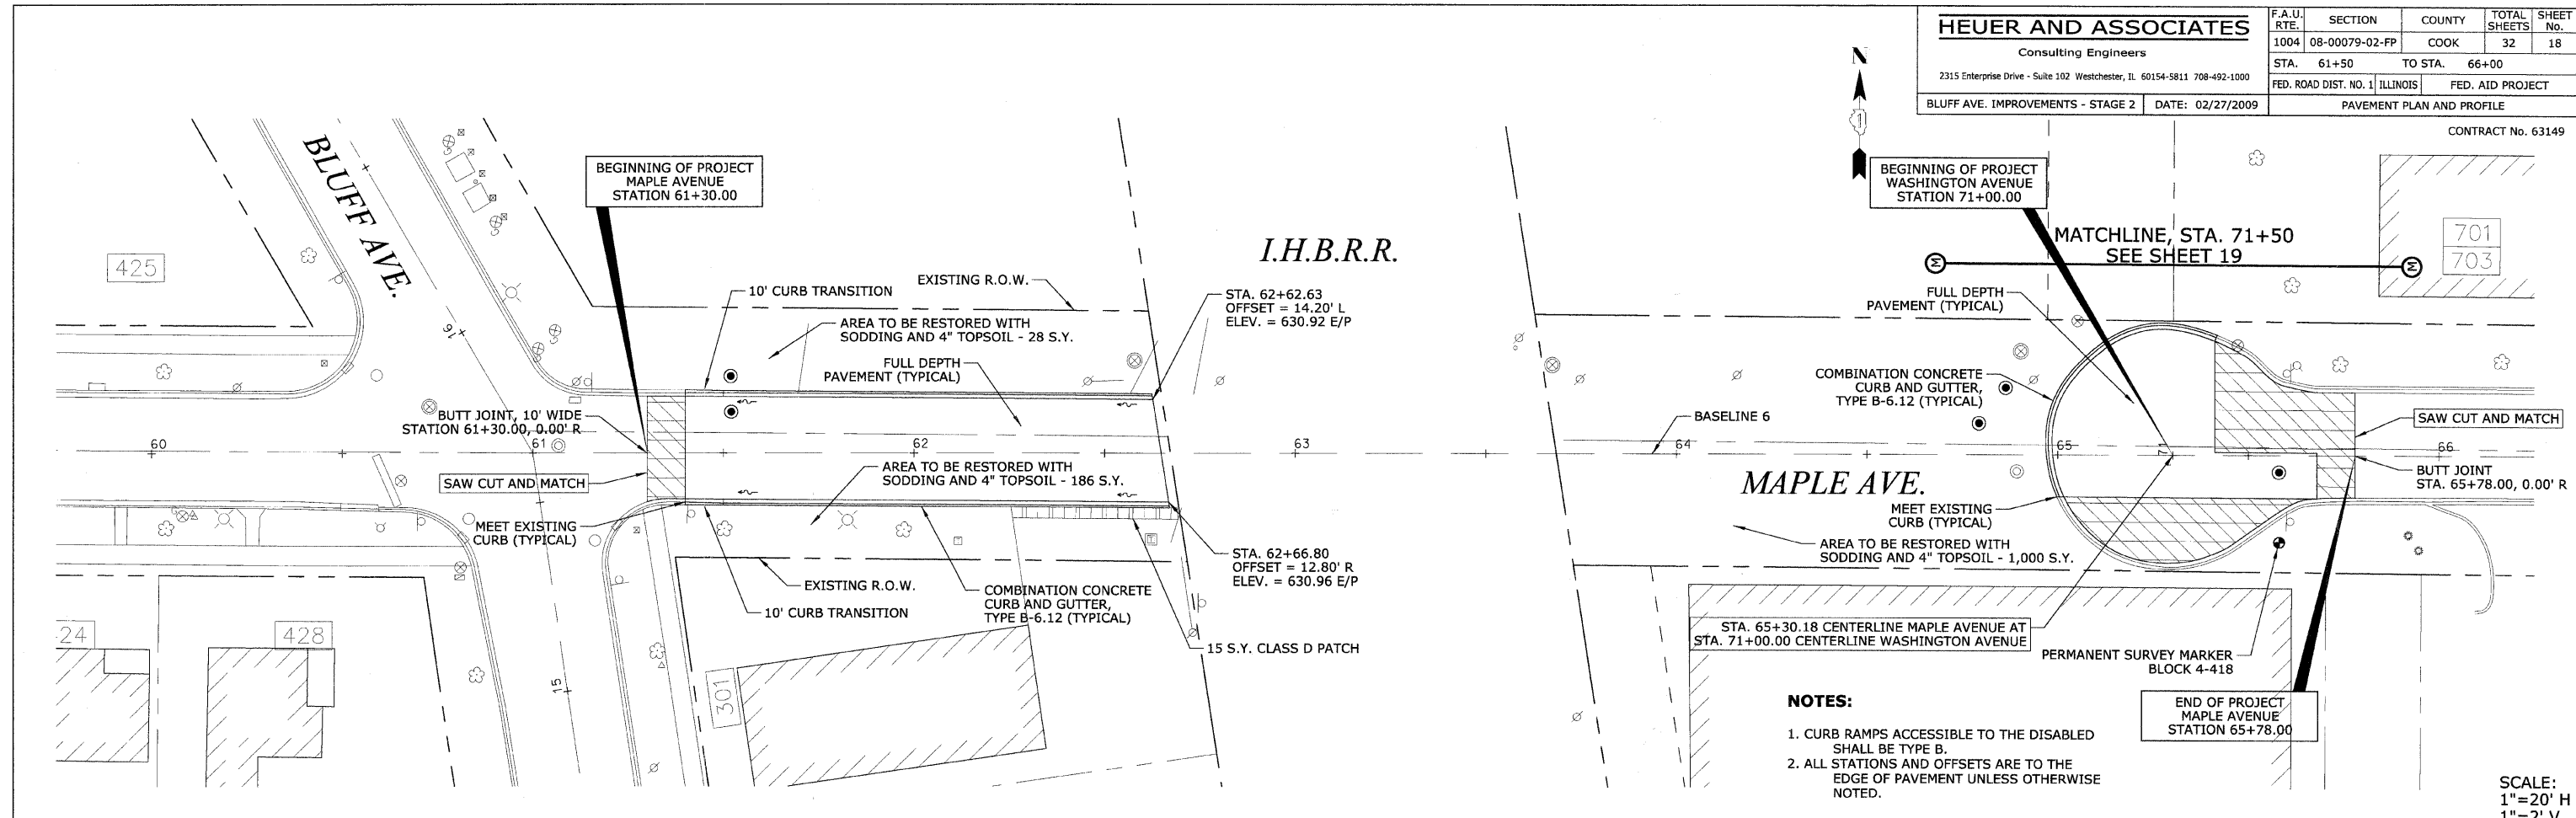 HEUER AND ASSOCIATES
Consulting Engineers
2315 Enterprise Drive - Suite 102 Westchester, IL 60154-5811 708-492-1000
BLUFF AVE. IMPROVEMENTS - STAGE 2 DATE: 02/27/2009
F.A.U. RTE. SECTION COUNTY TOTAL SHEETS SHEET No.
1004 08-00079-02-FP COOK 32 18
STA. 61+50 TO STA. 66+00
FED. ROAD DIST. NO. 1 ILLINOIS FED. AID PROJECT
PAVEMENT PLAN AND PROFILE
CONTRACT No. 63149
N
BLUFF AVE.
425
BEGINNING OF PROJECT
MAPLE AVENUE
STATION 61+30.00
I.H.B.R.R.
EXISTING R.O.W.
10' CURB TRANSITION
AREA TO BE RESTORED WITH
SODDING AND 4" TOPSOIL - 28 S.Y.
FULL DEPTH
PAVEMENT (TYPICAL)
STA. 62+62.63
OFFSET = 14.20' L
ELEV. = 630.92 E/P
16
BUTT JOINT, 10' WIDE
STATION 61+30.00, 0.00' R
60
61
62
63
64
65
66
71
SAW CUT AND MATCH
AREA TO BE RESTORED WITH
SODDING AND 4" TOPSOIL - 186 S.Y.
MEET EXISTING
CURB (TYPICAL)
EXISTING R.O.W.
10' CURB TRANSITION
COMBINATION CONCRETE
CURB AND GUTTER,
TYPE B-6.12 (TYPICAL)
STA. 62+66.80
OFFSET = 12.80' R
ELEV. = 630.96 E/P
15 S.Y. CLASS D PATCH
24
428
15
301
BASELINE 6
MAPLE AVE.
BEGINNING OF PROJECT
WASHINGTON AVENUE
STATION 71+00.00
MATCHLINE, STA. 71+50
SEE SHEET 19
M
M
701
703
FULL DEPTH
PAVEMENT (TYPICAL)
COMBINATION CONCRETE
CURB AND GUTTER,
TYPE B-6.12 (TYPICAL)
SAW CUT AND MATCH
BUTT JOINT
STA. 65+78.00, 0.00' R
MEET EXISTING
CURB (TYPICAL)
AREA TO BE RESTORED WITH
SODDING AND 4" TOPSOIL - 1,000 S.Y.
STA. 65+30.18 CENTERLINE MAPLE AVENUE AT
STA. 71+00.00 CENTERLINE WASHINGTON AVENUE
PERMANENT SURVEY MARKER
BLOCK 4-418
END OF PROJECT
MAPLE AVENUE
STATION 65+78.00
NOTES:
1. CURB RAMPS ACCESSIBLE TO THE DISABLED
SHALL BE TYPE B.
2. ALL STATIONS AND OFFSETS ARE TO THE
EDGE OF PAVEMENT UNLESS OTHERWISE
NOTED.
SCALE:
1"=20' H
1"=2' V